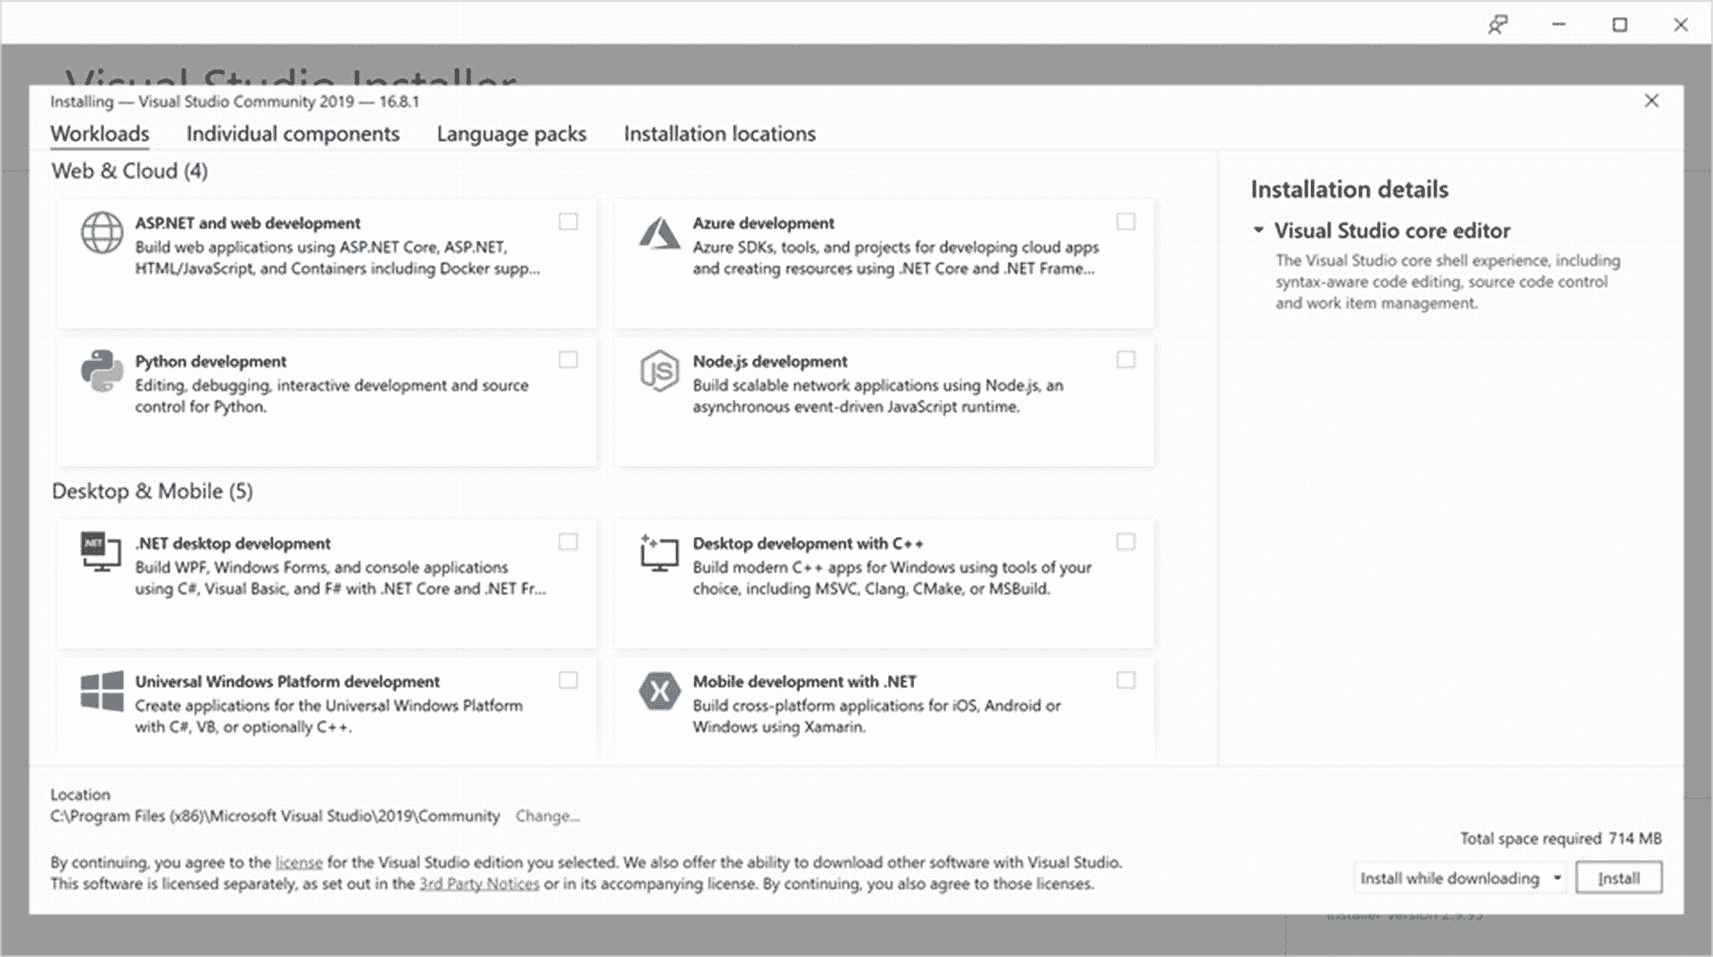 Visual Studio Installer
Installing — Visual Studio Community 2019 — 16.8.1
Workloads Individual components Language packs Installation locations
Web & Cloud (4)
ASP.NET and web development
Build web applications using ASP.NET Core, ASP.NET,
HTML/JavaScript, and Containers including Docker supp...
Azure development
Azure SDKs, tools, and projects for developing cloud apps
and creating resources using .NET Core and .NET Frame...
Python development
Editing, debugging, interactive development and source
control for Python.
JS
Node.js development
Build scalable network applications using Node.js, an
asynchronous event-driven JavaScript runtime.
Desktop & Mobile (5)
.NET
.NET desktop development
Build WPF, Windows Forms, and console applications
using C#, Visual Basic, and F# with .NET Core and .NET Fr...
Desktop development with C++
Build modern C++ apps for Windows using tools of your
choice, including MSVC, Clang, CMake, or MSBuild.
Universal Windows Platform development
Create applications for the Universal Windows Platform
with C#, VB, or optionally C++.
Mobile development with .NET
Build cross-platform applications for iOS, Android or
Windows using Xamarin.
Installation details
Visual Studio core editor
The Visual Studio core shell experience, including
syntax-aware code editing, source code control
and work item management.
Location
C:\Program Files (x86)\Microsoft Visual Studio\2019\Community Change...
Total space required 714 MB
By continuing, you agree to the license for the Visual Studio edition you selected. We also offer the ability to download other software with Visual Studio.
This software is licensed separately, as set out in the 3rd Party Notices or in its accompanying license. By continuing, you also agree to those licenses.
Install while downloading Install